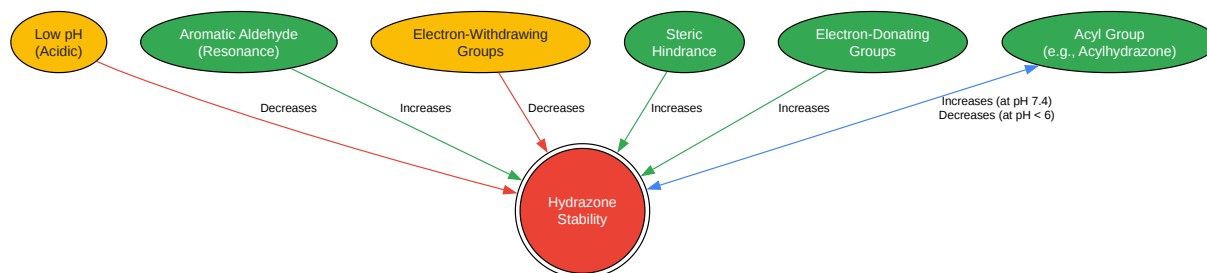 Low pH
(Acidic)
Aromatic Aldehyde
(Resonance)
Electron-Withdrawing
Groups
Steric
Hindrance
Electron-Donating
Groups
Acyl Group
(e.g., Acylhydrazone)
Decreases
Increases
Decreases
Increases
Increases
Increases (at pH 7.4)
Decreases (at pH < 6)
Hydrazone
Stability